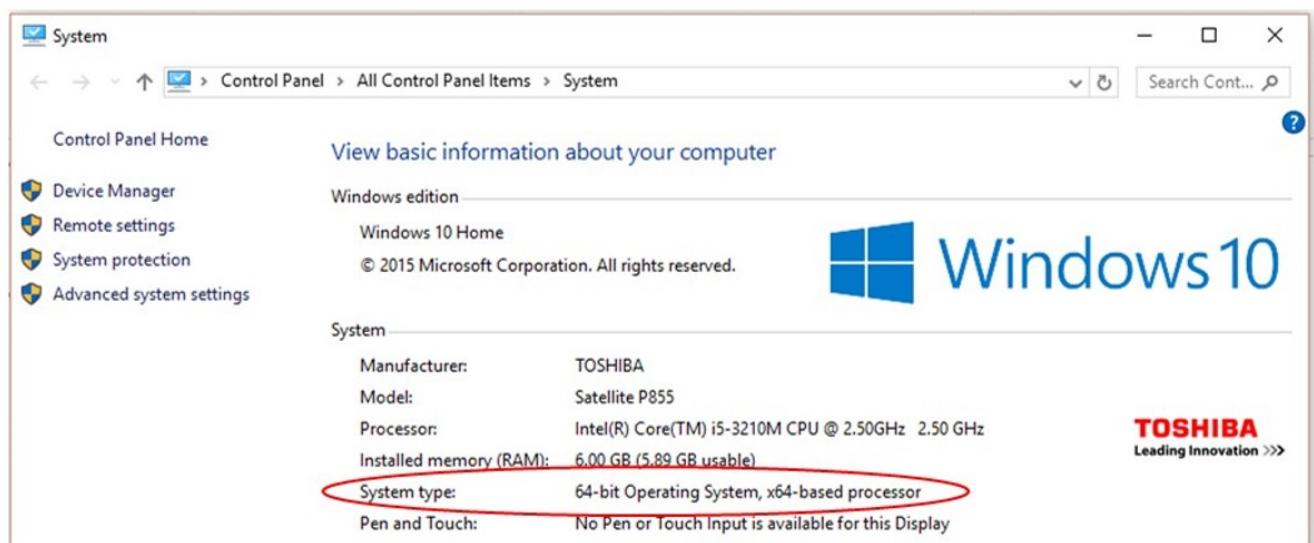 System
Control Panel > All Control Panel Items > System
Search Cont...
Control Panel Home
Device Manager
Remote settings
System protection
Advanced system settings
?
View basic information about your computer
Windows edition
Windows 10 Home
© 2015 Microsoft Corporation. All rights reserved.
Windows 10
System
Manufacturer: TOSHIBA
Model: Satellite P855
Processor: Intel(R) Core(TM) i5-3210M CPU @ 2.50GHz 2.50 GHz
Installed memory (RAM): 6.00 GB (5.89 GB usable)
System type: 64-bit Operating System, x64-based processor
Pen and Touch: No Pen or Touch Input is available for this Display
TOSHIBA
Leading Innovation >>>